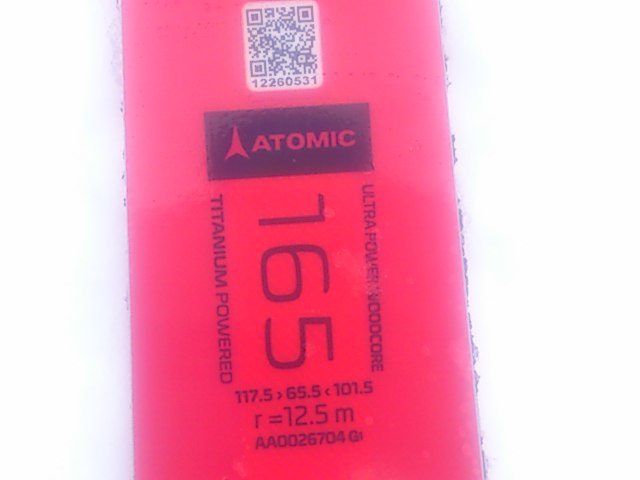 12260531
ATOMIC
TITANIUM POWERED
165
ULTRA POWER WOODCORE
117.5 › 65.5 ‹ 101.5
r = 12.5 m
AA0026704 GI